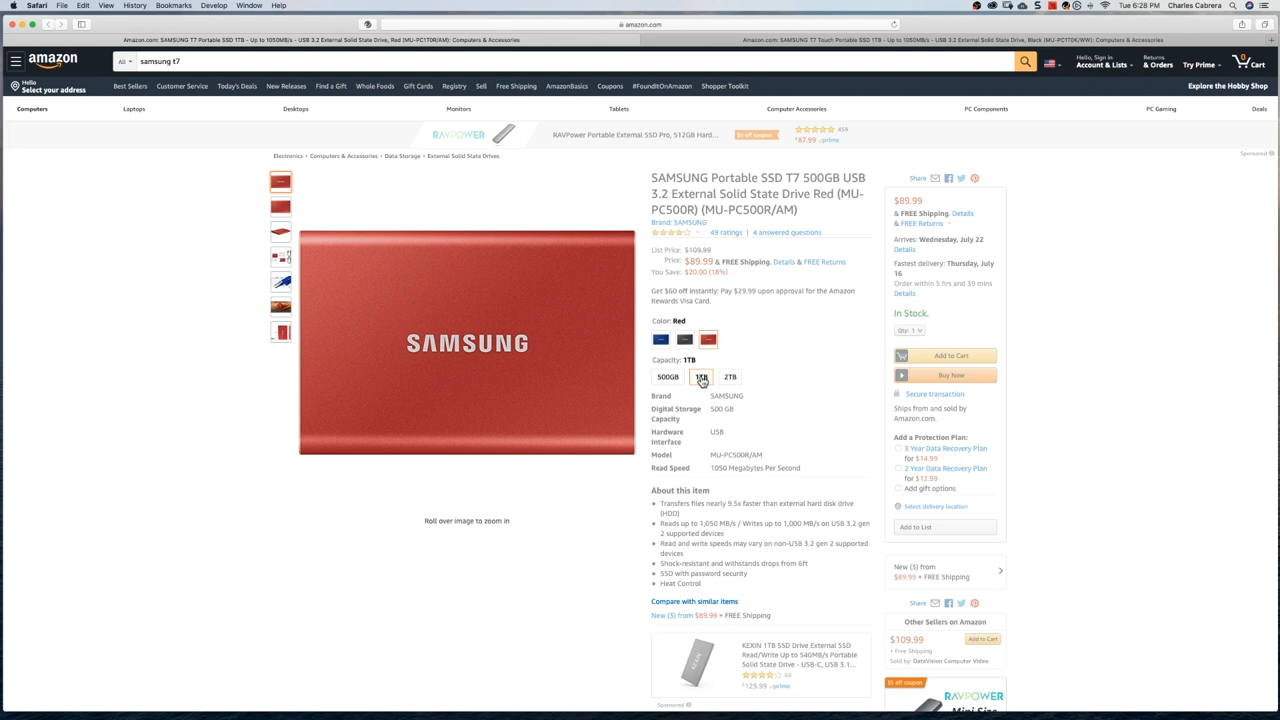 Safari File Edit View History Bookmarks Develop Window Help
Tue 6:28 PM Charles Cabrera
amazon.com
Amazon.com: SAMSUNG T7 Portable SSD 1TB - Up to 1050MB/s - USB 3.2 External Solid State Drive, Red (MU-PC1T0R/AM): Computers & Accessories
Amazon.com: SAMSUNG T7 Touch Portable SSD 1TB - Up to 1050MB/s - USB 3.2 External Solid State Drive, Black (MU-PC1T0K/WW): Computers & Accessories
amazon
All
samsung t7
Hello, Sign in
Account & Lists
Returns
& Orders
Try Prime
0
Cart
Hello
Select your address
Best Sellers Customer Service Today's Deals New Releases Find a Gift Whole Foods Gift Cards Registry Sell Free Shipping AmazonBasics Coupons #FoundItOnAmazon Shopper Toolkit
Explore the Hobby Shop
Computers Laptops Desktops Monitors Tablets Computer Accessories PC Components PC Gaming Deals
RAVPOWER
RAVPower Portable External SSD Pro, 512GB Hard...
$5 off coupon
459
$87.99 prime
Sponsored
Electronics › Computers & Accessories › Data Storage › External Solid State Drives
SAMSUNG
Roll over image to zoom in
SAMSUNG Portable SSD T7 500GB USB
3.2 External Solid State Drive Red (MU-
PC500R) (MU-PC500R/AM)
Brand: SAMSUNG
49 ratings | 4 answered questions
List Price: $109.99
Price: $89.99 & FREE Shipping. Details & FREE Returns
You Save: $20.00 (18%)
Get $60 off instantly: Pay $29.99 upon approval for the Amazon
Rewards Visa Card.
Color: Red
Capacity: 1TB
500GB 1TB 2TB
Brand SAMSUNG
Digital Storage 500 GB
Capacity
Hardware USB
Interface
Model MU-PC500R/AM
Read Speed 1050 Megabytes Per Second
About this item
• Transfers files nearly 9.5x faster than external hard disk drive
(HDD)
• Reads up to 1,050 MB/s / Writes up to 1,000 MB/s on USB 3.2 gen
2 supported devices
• Read and write speeds may vary on non-USB 3.2 gen 2 supported
devices
• Shock-resistant and withstands drops from 6ft
• SSD with password security
• Heat Control
Compare with similar items
New (3) from $89.99 + FREE Shipping
KEXIN
KEXIN 1TB SSD Drive External SSD
Read/Write Up to 540MB/s Portable
Solid State Drive - USB-C, USB 3.1...
$129.99 prime
Sponsored
Share
$89.99
& FREE Shipping. Details
& FREE Returns
Arrives: Wednesday, July 22
Details
Fastest delivery: Thursday, July
16
Order within 5 hrs and 39 mins
Details
In Stock.
Qty: 1
Add to Cart
Buy Now
Secure transaction
Ships from and sold by
Amazon.com.
Add a Protection Plan:
3 Year Data Recovery Plan
for $14.99
2 Year Data Recovery Plan
for $12.99
Add gift options
Select delivery location
Add to List
New (3) from
$89.99 + FREE Shipping
Share
Other Sellers on Amazon
$109.99
Add to Cart
+ Free Shipping
Sold by: DataVision Computer Video
$5 off coupon
RAVPOWER
Mini Size